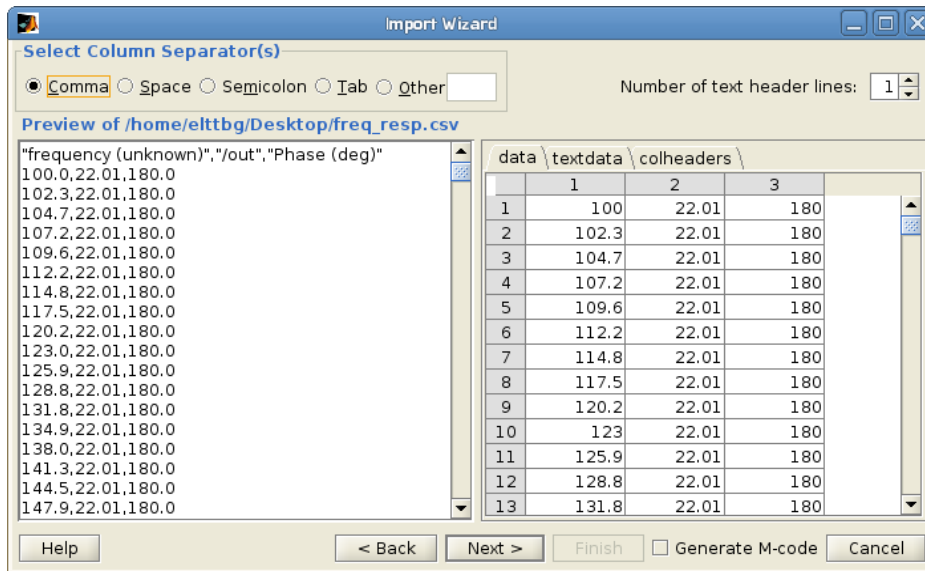 Import Wizard
Select Column Separator(s)
Comma Space Semicolon Tab Other
Number of text header lines: 1
Preview of /home/elttbg/Desktop/freq_resp.csv
"frequency (unknown)","/out","Phase (deg)"
100.0,22.01,180.0
102.3,22.01,180.0
104.7,22.01,180.0
107.2,22.01,180.0
109.6,22.01,180.0
112.2,22.01,180.0
114.8,22.01,180.0
117.5,22.01,180.0
120.2,22.01,180.0
123.0,22.01,180.0
125.9,22.01,180.0
128.8,22.01,180.0
131.8,22.01,180.0
134.9,22.01,180.0
138.0,22.01,180.0
141.3,22.01,180.0
144.5,22.01,180.0
147.9,22.01,180.0
data textdata colheaders
1 2 3
1 100 22.01 180
2 102.3 22.01 180
3 104.7 22.01 180
4 107.2 22.01 180
5 109.6 22.01 180
6 112.2 22.01 180
7 114.8 22.01 180
8 117.5 22.01 180
9 120.2 22.01 180
10 123 22.01 180
11 125.9 22.01 180
12 128.8 22.01 180
13 131.8 22.01 180
Help < Back Next > Finish Generate M-code Cancel